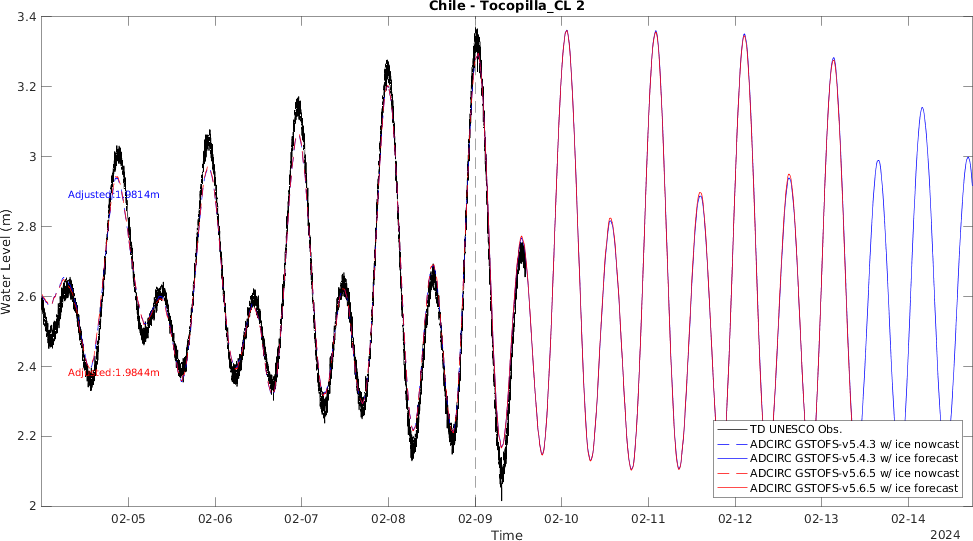 Chile - Tocopilla_CL 2
3.4
3.2
3
2.8
2.6
2.4
2.2
2
Water Level (m)
Adjusted:1.9814m
Adjusted:1.9844m
TD UNESCO Obs.
ADCIRC GSTOFS-v5.4.3 w/ ice nowcast
ADCIRC GSTOFS-v5.4.3 w/ ice forecast
ADCIRC GSTOFS-v5.6.5 w/ ice nowcast
ADCIRC GSTOFS-v5.6.5 w/ ice forecast
02-05 02-06 02-07 02-08 02-09 02-10 02-11 02-12 02-13 02-14
Time
2024